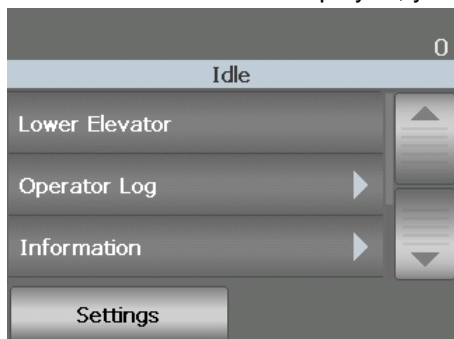 0
Idle
Lower Elevator
Operator Log
Information
Settings